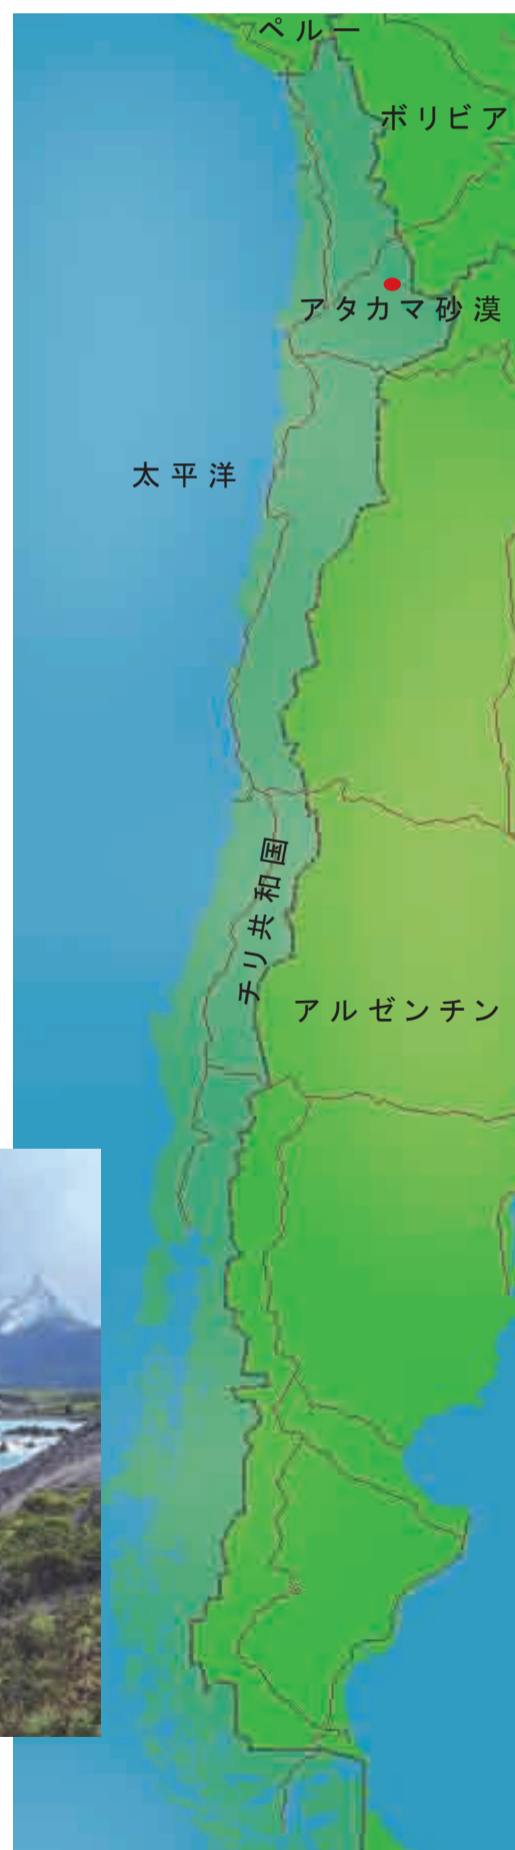 ペルー
ボリビア
アタカマ砂漠
太平洋
チリ共和国
アルゼンチン